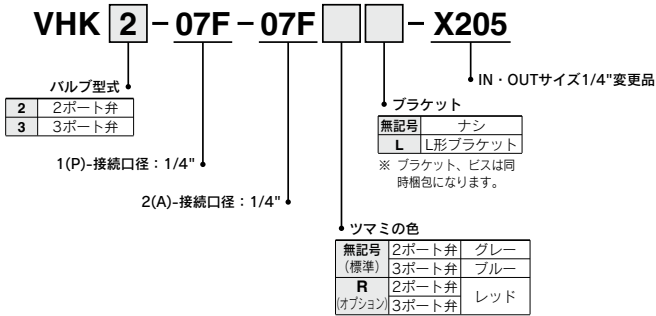 VHK 2 - 07F - 07F - X205
IN・OUTサイズ1/4"変更品
バルブ型式
2 2ポート弁
3 3ポート弁
ブラケット
無記号 ナシ
L L形ブラケット
※ ブラケット、ビスは同
時梱包になります。
1(P)-接続口径：1/4"
2(A)-接続口径：1/4"
ツマミの色
無記号 2ポート弁 グレー
(標準) 3ポート弁 ブルー
R 2ポート弁 レッド
(オプション) 3ポート弁